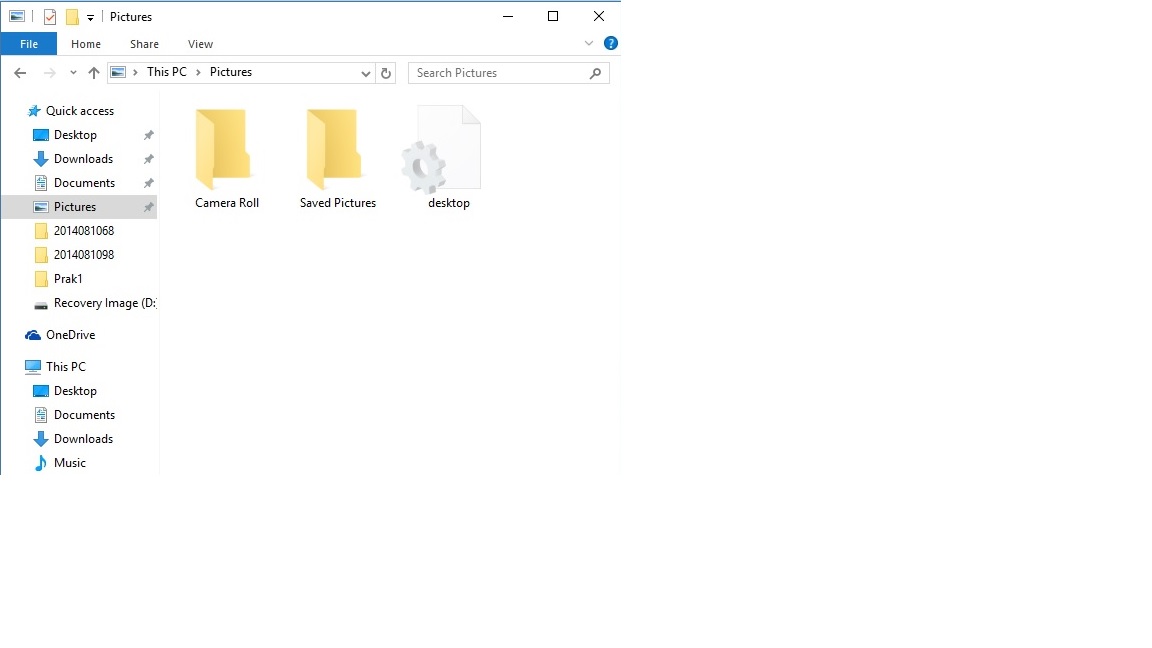 Pictures
File Home Share View ?
This PC Pictures
Search Pictures
Quick access
Desktop
Downloads
Documents
Pictures
2014081068
2014081098
Prak1
Recovery Image (D:
OneDrive
This PC
Desktop
Documents
Downloads
Music
Camera Roll Saved Pictures desktop